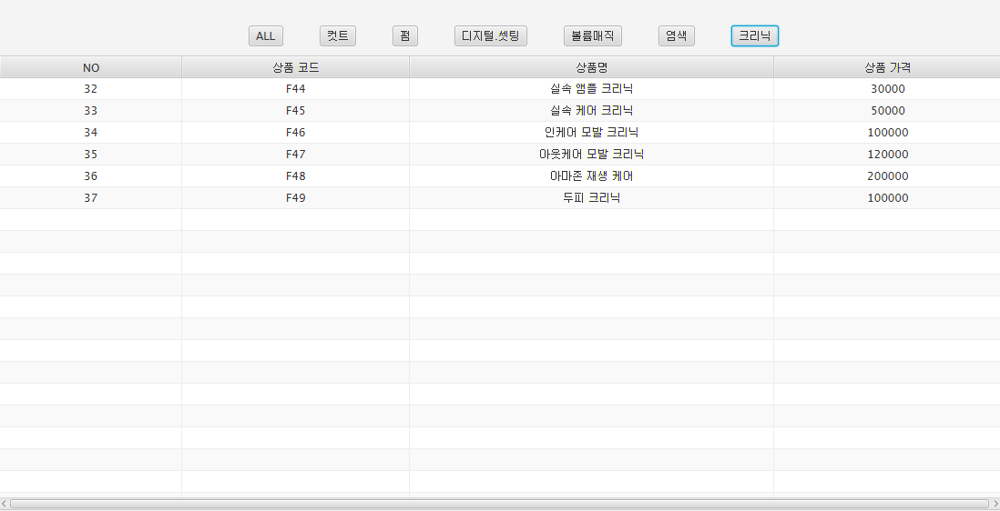 ALL 컷트 펌 디지털.셋팅 볼륨매직 염색 크리닉
NO 상품 코드 상품명 상품 가격
32 F44 실속 앰플 크리닉 30000
33 F45 실속 케어 크리닉 50000
34 F46 인케어 모발 크리닉 100000
35 F47 아웃케어 모발 크리닉 120000
36 F48 아마존 재생 케어 200000
37 F49 두피 크리닉 100000